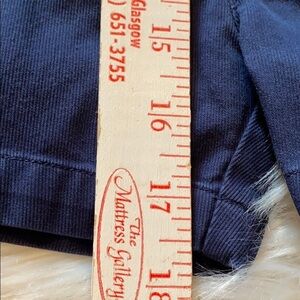 Glasgow
) 651-3755
The
Mattress Gallery
15
16
17
18